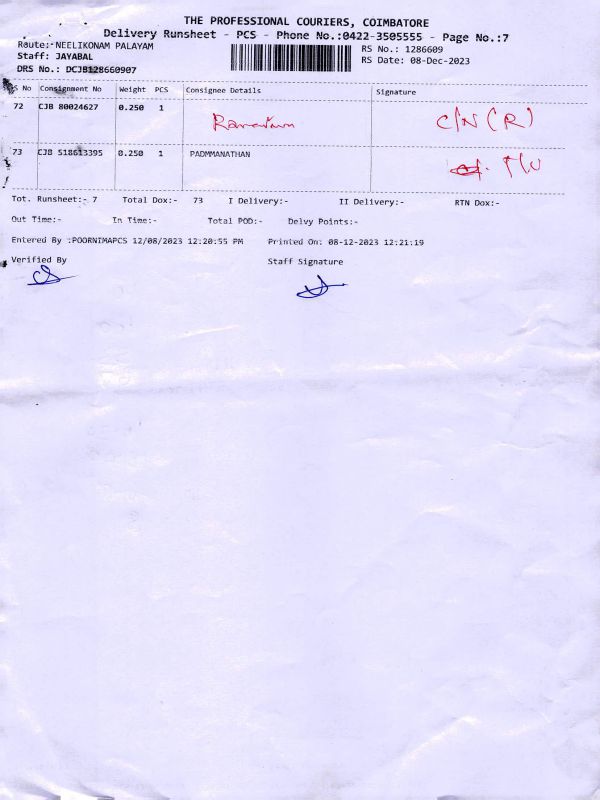 THE PROFESSIONAL COURIERS, COIMBATORE
Delivery Runsheet - PCS - Phone No.:0422-3505555 - Page No.:7
Route:-NEELIKONAM PALAYAM
RS No.: 1286609
Staff: JAYABAL
RS Date: 08-Dec-2023
DRS No.: DCJB128660907
S No Consignment No Weight PCS Consignee Details Signature
72 CJB 80024627 0.250 1 C/N (R)
73 CJB 518613395 0.250 1 PADMMANATHAN
Tot. Runsheet:- 7 Total Dox:- 73 I Delivery:- II Delivery:- RTN Dox:-
Out Time:- In Time:- Total POD:- Delvy Points:-
Entered By :POORNIMAPCS 12/08/2023 12:20:55 PM Printed On: 08-12-2023 12:21:19
Verified By Staff Signature